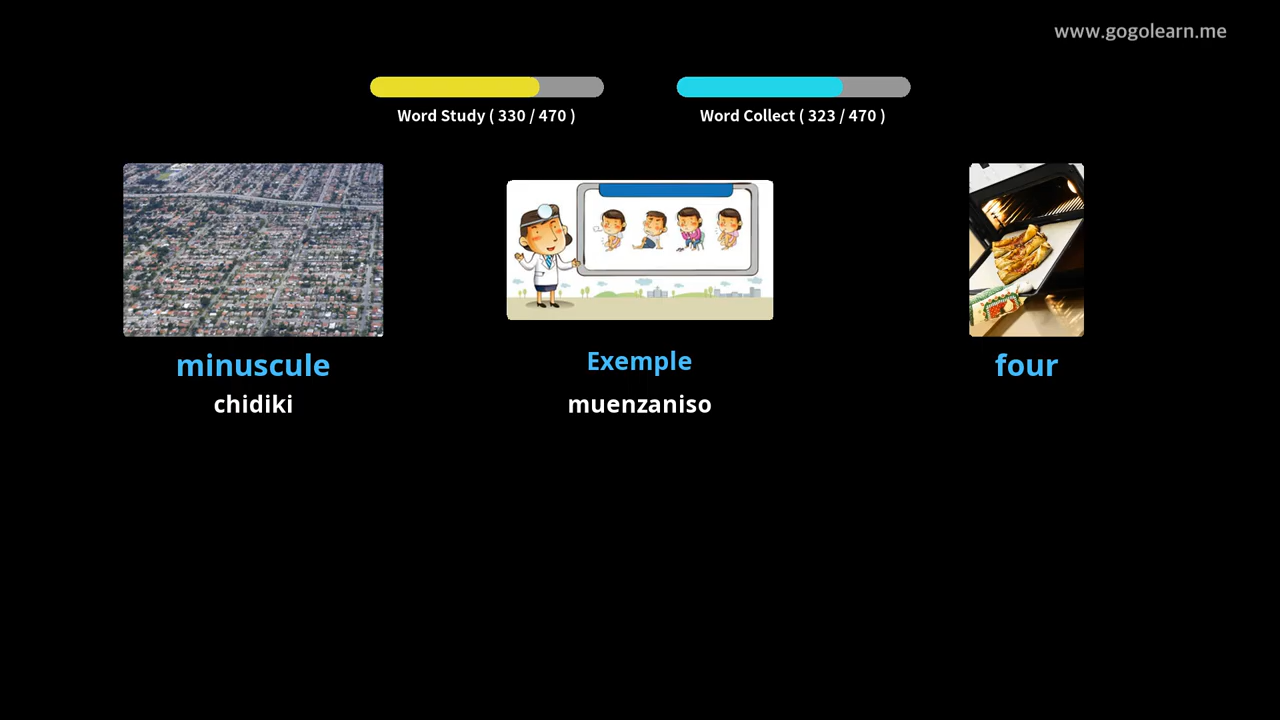 www.gogolearn.me
Word Study ( 330 / 470 )
Word Collect ( 323 / 470 )
minuscule
chidiki
Exemple
muenzaniso
four